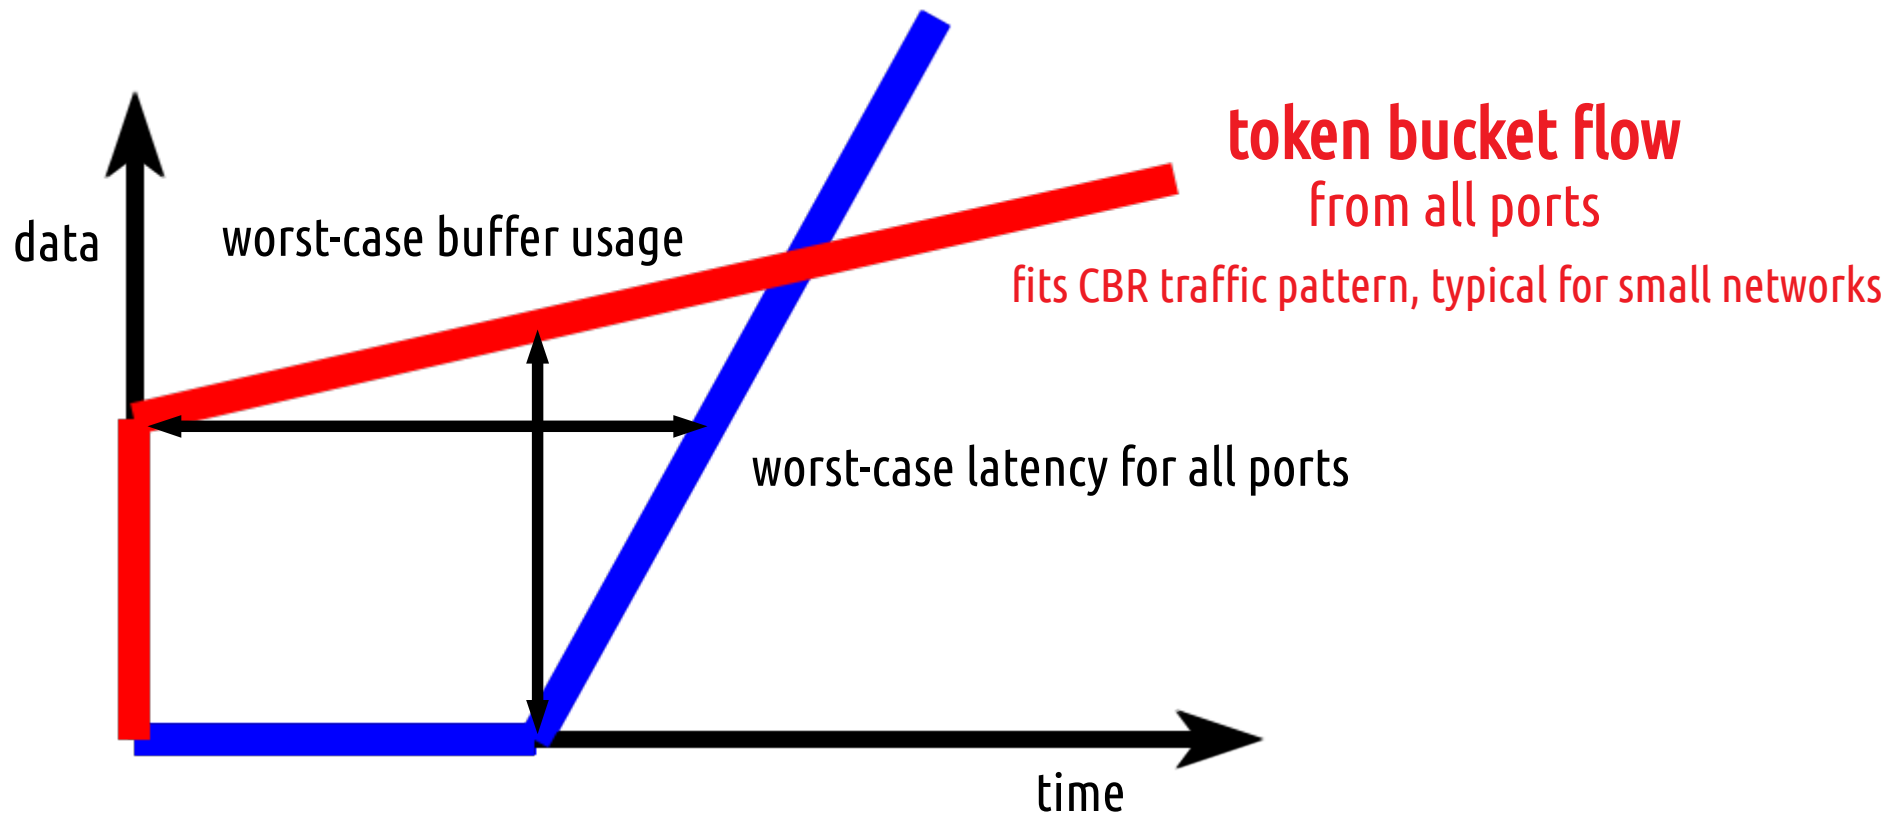 token bucket flow
from all ports
data
worst-case buffer usage
fits CBR traffic pattern, typical for small networks
worst-case latency for all ports
time